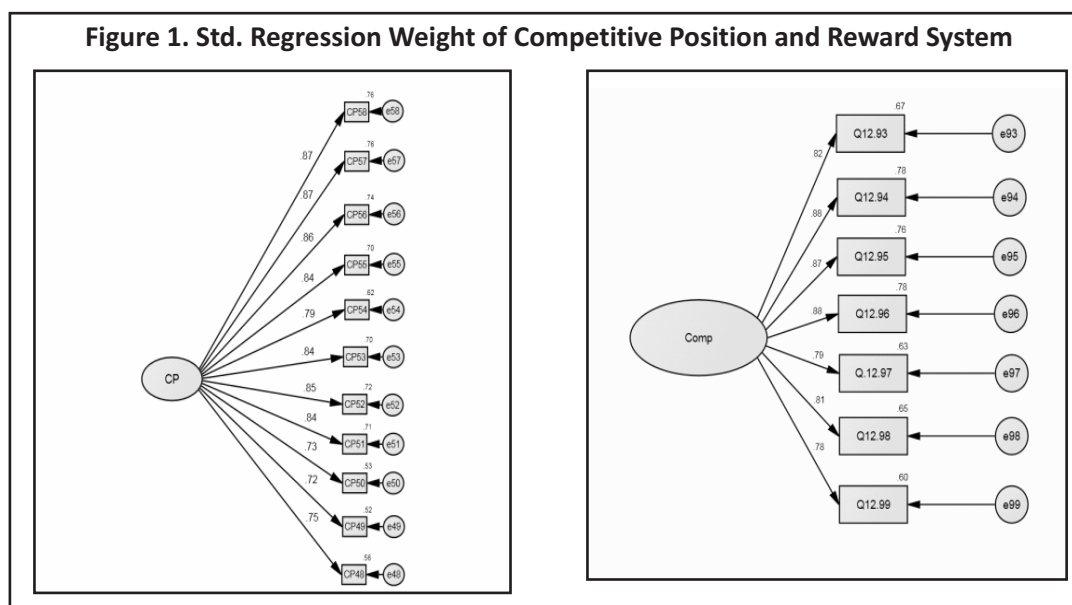 Figure 1. Std. Regression Weight of Competitive Position and Reward System
.76
CP58 e58
.87
.76
CP57 e57
.87
.74
CP56 e56
.86
.70
CP55 e55
.84
.62
CP54 e54
.79
.70
CP53 e53
.84
CP
.72
CP52 e52
.85
.71
CP51 e51
.84
.53
CP50 e50
.73
.52
CP49 e49
.72
.56
CP48 e48
.75
.67
Q12.93 e93
.82
.78
Q12.94 e94
.88
.76
Q12.95 e95
.87
.78
Q12.96 e96
.88
Comp
.63
Q.12.97 e97
.79
.65
Q12.98 e98
.81
.60
Q12.99 e99
.78